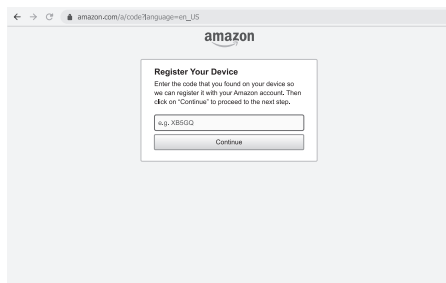 amazon.com/a/code?language=en_US
amazon
Register Your Device
Enter the code that you found on your device so
we can register it with your Amazon account. Then
click on "Continue" to proceed to the next step.
e.g. XB5GQ
Continue